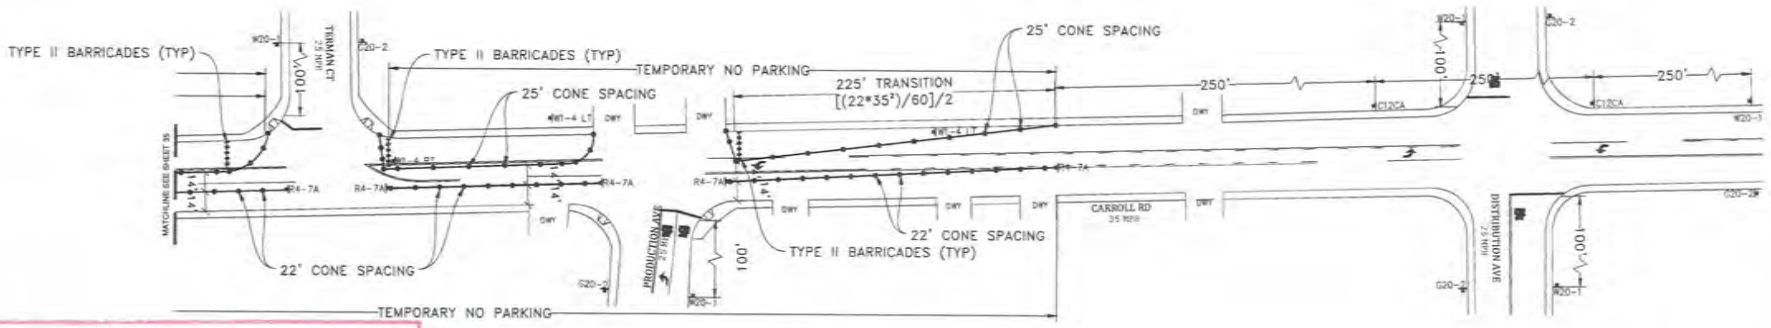 TYPE II BARRICADES (TYP)
W20-1
100'
TERMAN CT
25 MPH
G20-2
TYPE II BARRICADES (TYP)
TEMPORARY NO PARKING
25' CONE SPACING
W1-4 LT
DWY
DWY
225' TRANSITION
[(22*35²)/60]/2
25' CONE SPACING
W1-4 LT
250'
DWY
C12CA
W20-1
100'
250'
G20-2
C12CA
250'
W20-1
MATCHLINE SEE SHEET 35
14'
14'
R4-7A
W1-4 RT
R4-7A
14'
14'
R4-7A
R4-7A
14'
R4-7A
22' CONE SPACING
DWY
PRODUCTION AVE
25 MPH
100'
G20-2
W20-1
DWY
TYPE II BARRICADES (TYP)
DWY
DWY
22' CONE SPACING
CARROLL RD
35 MPH
DWY
DISTRIBUTION AVE
25 MPH
G20-2
100'
G20-2
W20-1
TEMPORARY NO PARKING